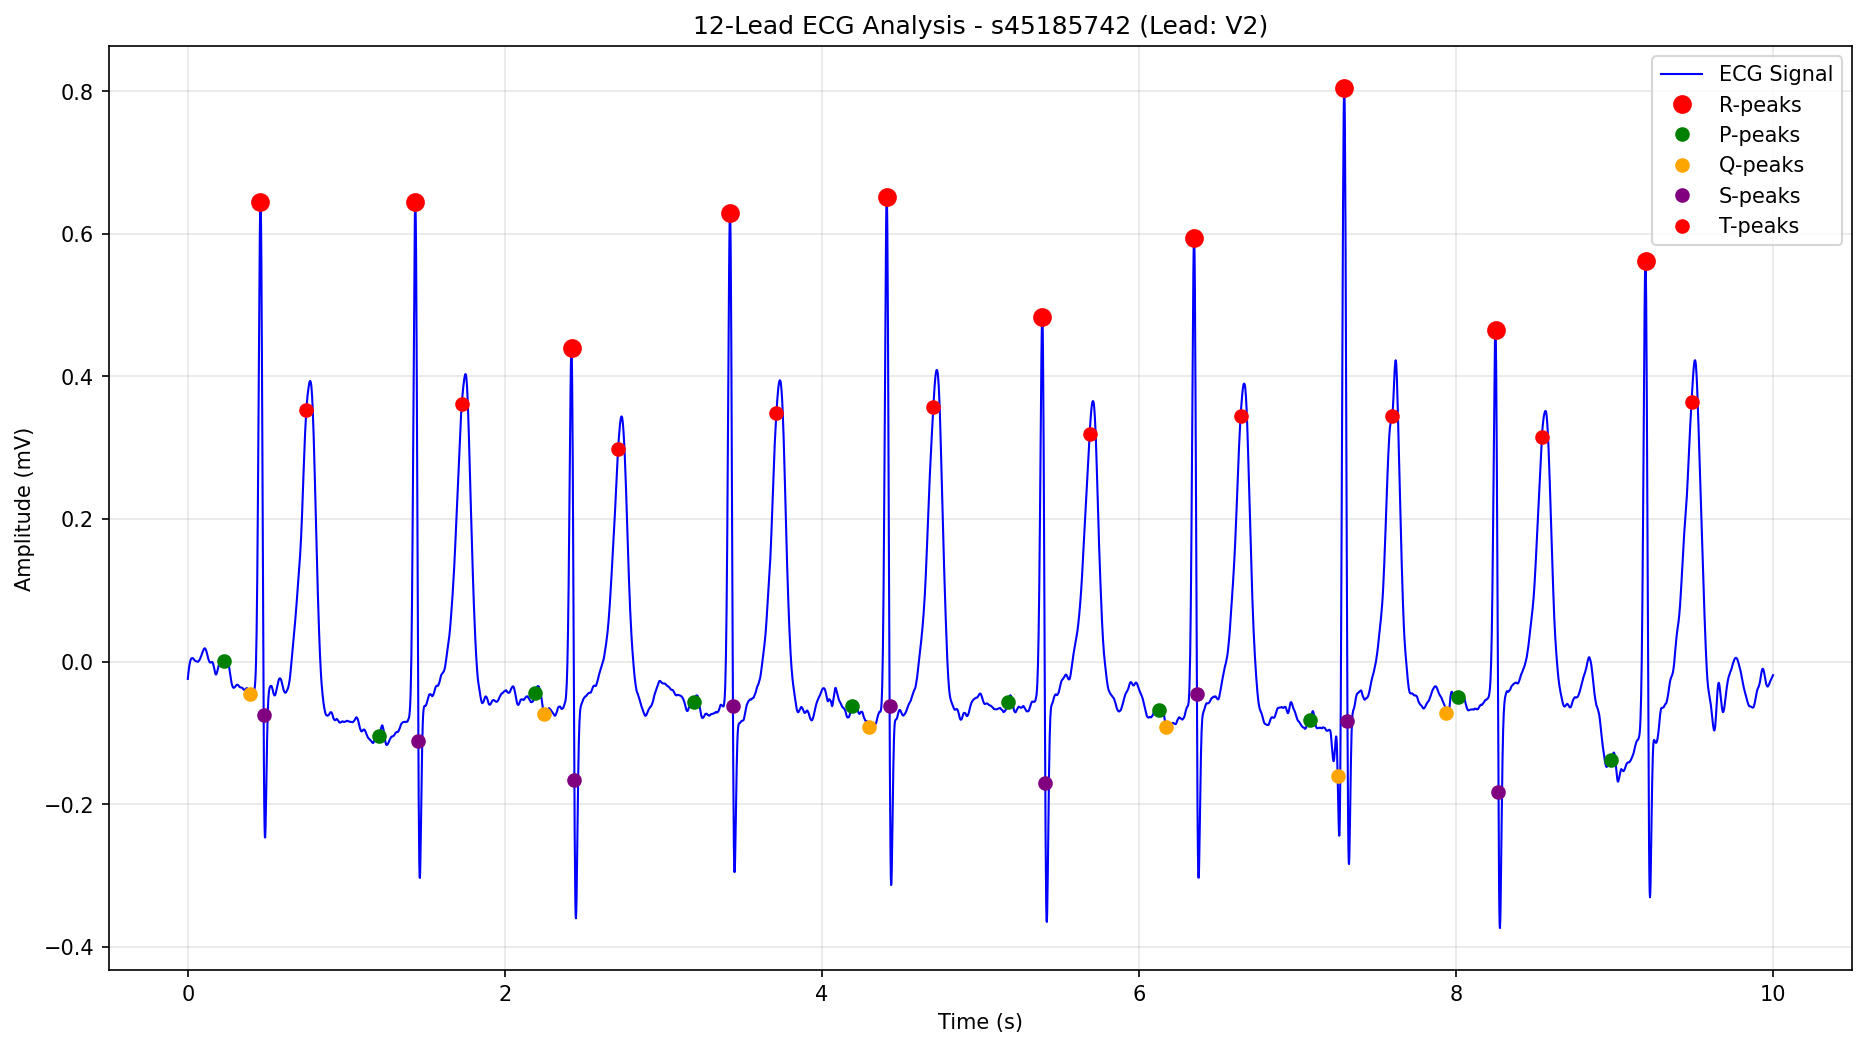 12-Lead ECG Analysis - s45185742 (Lead: V2)
ECG Signal
R-peaks
P-peaks
Q-peaks
S-peaks
T-peaks
Amplitude (mV)
0.8
0.6
0.4
0.2
0.0
−0.2
−0.4
0 2 4 6 8 10
Time (s)